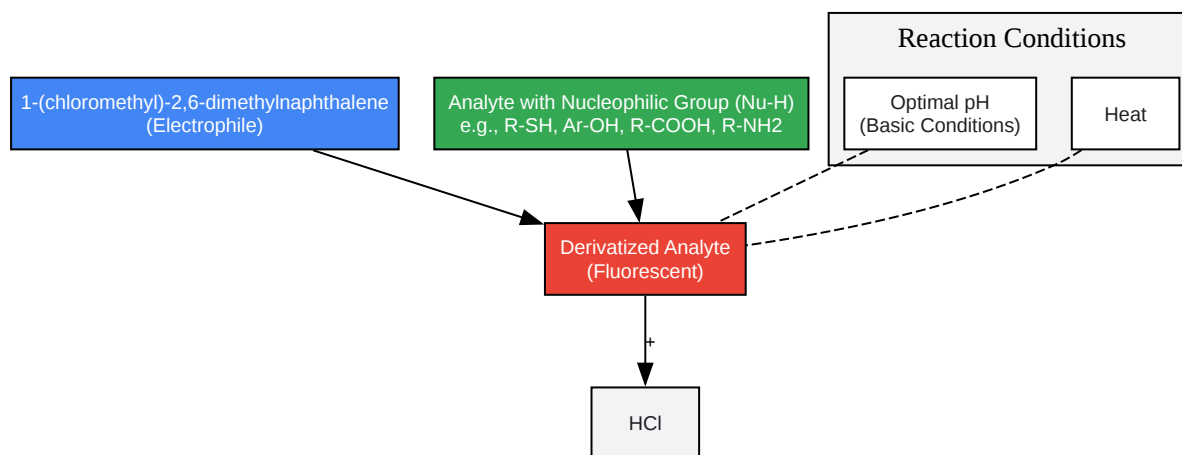 Reaction Conditions
1-(chloromethyl)-2,6-dimethylnaphthalene
(Electrophile)
Analyte with Nucleophilic Group (Nu-H)
e.g., R-SH, Ar-OH, R-COOH, R-NH2
Optimal pH
(Basic Conditions)
Heat
Derivatized Analyte
(Fluorescent)
+
HCl